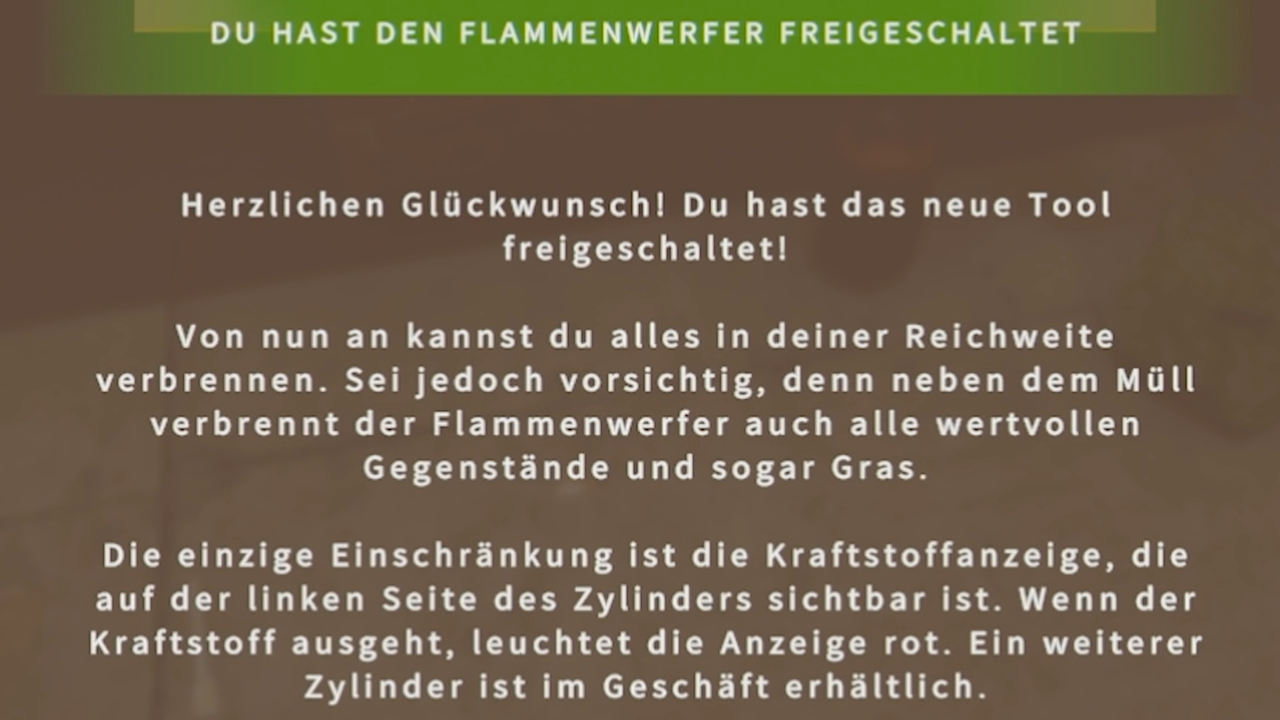 DU HAST DEN FLAMMENWERFER FREIGESCHALTET
Herzlichen Glückwunsch! Du hast das neue Tool
freigeschaltet!
Von nun an kannst du alles in deiner Reichweite
verbrennen. Sei jedoch vorsichtig, denn neben dem Müll
verbrennt der Flammenwerfer auch alle wertvollen
Gegenstände und sogar Gras.
Die einzige Einschränkung ist die Kraftstoffanzeige, die
auf der linken Seite des Zylinders sichtbar ist. Wenn der
Kraftstoff ausgeht, leuchtet die Anzeige rot. Ein weiterer
Zylinder ist im Geschäft erhältlich.